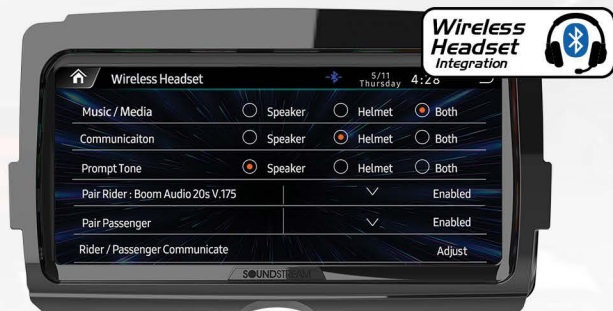 Wireless
Headset
Integration
Wireless Headset
5/11
Thursday
4:28
Music / Media Speaker Helmet Both
Communicaiton Speaker Helmet Both
Prompt Tone Speaker Helmet Both
Pair Rider : Boom Audio 20s V.175 Enabled
Pair Passenger Enabled
Rider / Passenger Communicate Adjust
SOUNDSTREAM